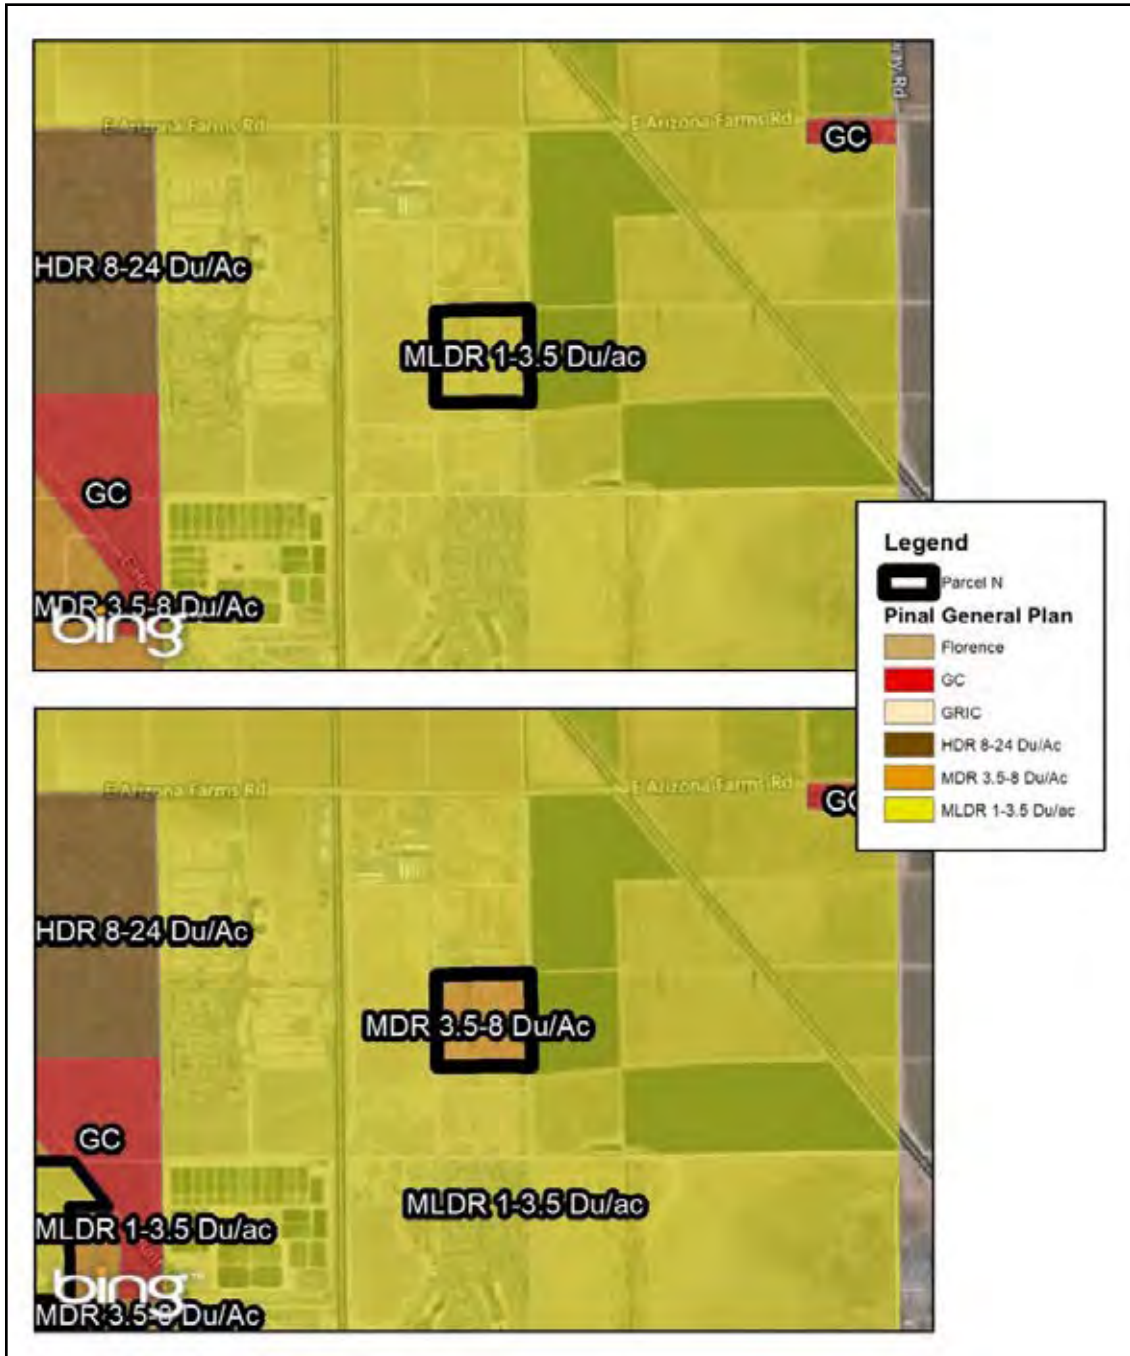 ray Rd
E Arizona Farms Rd
E Arizona Farms Rd
GC
HDR 8-24 Du/Ac
MLDR 1-3.5 Du/ac
GC
MDR 3.5-8 Du/Ac
bing
Legend
Parcel N
Pinal General Plan
Florence
GC
GRIC
HDR 8-24 Du/Ac
MDR 3.5-8 Du/Ac
MLDR 1-3.5 Du/ac
E Arizona Farms Rd
E Arizona Farms Rd
GC
HDR 8-24 Du/Ac
MDR 3.5-8 Du/Ac
GC
MLDR 1-3.5 Du/ac
MLDR 1-3.5 Du/ac
bing™
MDR 3.5-8 Du/Ac